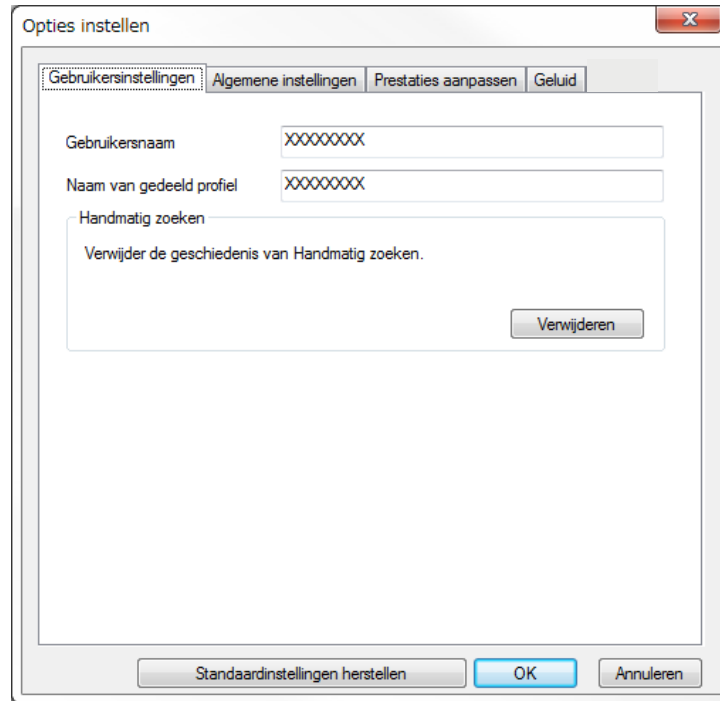 Opties instellen
Gebruikersinstellingen Algemene instellingen Prestaties aanpassen Geluid
Gebruikersnaam XXXXXXXX
Naam van gedeeld profiel XXXXXXXX
Handmatig zoeken
Verwijder de geschiedenis van Handmatig zoeken.
Verwijderen
Standaardinstellingen herstellen OK Annuleren